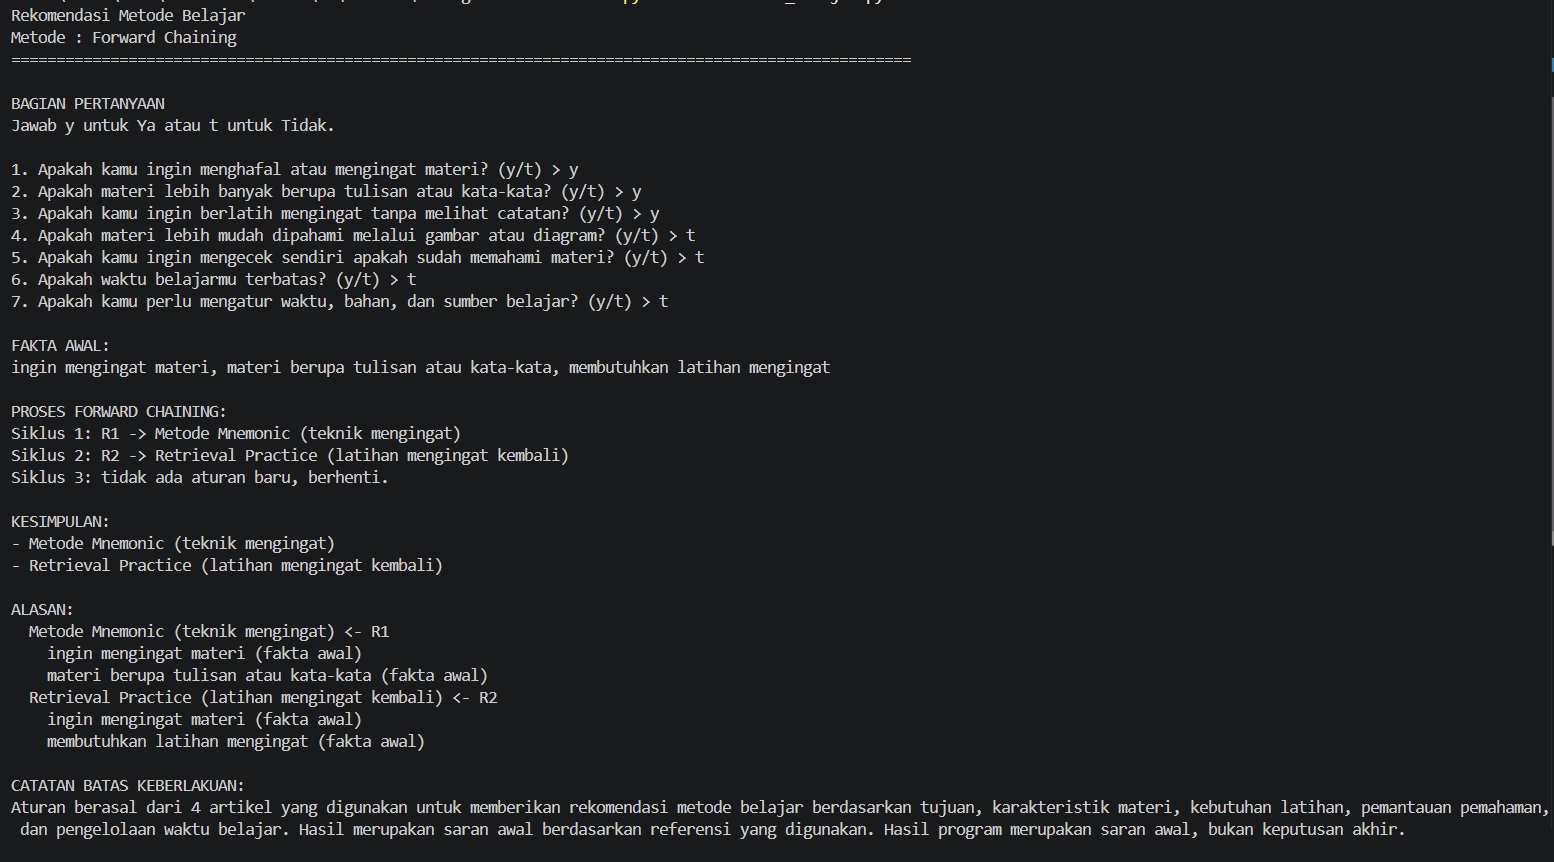 Rekomendasi Metode Belajar
Metode : Forward Chaining
====================================================================================================
BAGIAN PERTANYAAN
Jawab y untuk Ya atau t untuk Tidak.
1. Apakah kamu ingin menghafal atau mengingat materi? (y/t) > y
2. Apakah materi lebih banyak berupa tulisan atau kata-kata? (y/t) > y
3. Apakah kamu ingin berlatih mengingat tanpa melihat catatan? (y/t) > y
4. Apakah materi lebih mudah dipahami melalui gambar atau diagram? (y/t) > t
5. Apakah kamu ingin mengecek sendiri apakah sudah memahami materi? (y/t) > t
6. Apakah waktu belajarmu terbatas? (y/t) > t
7. Apakah kamu perlu mengatur waktu, bahan, dan sumber belajar? (y/t) > t
FAKTA AWAL:
ingin mengingat materi, materi berupa tulisan atau kata-kata, membutuhkan latihan mengingat
PROSES FORWARD CHAINING:
Siklus 1: R1 -> Metode Mnemonic (teknik mengingat)
Siklus 2: R2 -> Retrieval Practice (latihan mengingat kembali)
Siklus 3: tidak ada aturan baru, berhenti.
KESIMPULAN:
- Metode Mnemonic (teknik mengingat)
- Retrieval Practice (latihan mengingat kembali)
ALASAN:
Metode Mnemonic (teknik mengingat) <- R1
ingin mengingat materi (fakta awal)
materi berupa tulisan atau kata-kata (fakta awal)
Retrieval Practice (latihan mengingat kembali) <- R2
ingin mengingat materi (fakta awal)
membutuhkan latihan mengingat (fakta awal)
CATATAN BATAS KEBERLAKUAN:
Aturan berasal dari 4 artikel yang digunakan untuk memberikan rekomendasi metode belajar berdasarkan tujuan, karakteristik materi, kebutuhan latihan, pemantauan pemahaman,
dan pengelolaan waktu belajar. Hasil merupakan saran awal berdasarkan referensi yang digunakan. Hasil program merupakan saran awal, bukan keputusan akhir.